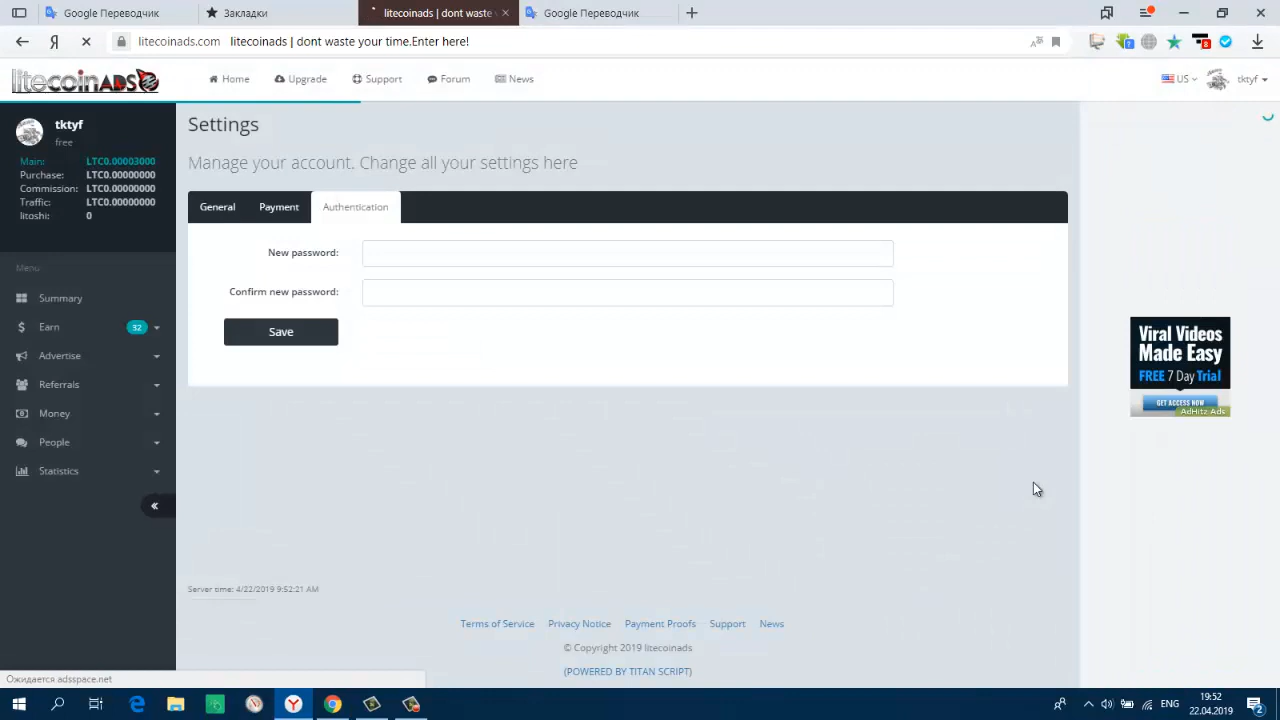 Google Переводчик
Закладки
litecoinads | dont waste
Google Переводчик
litecoinads.com litecoinads | dont waste your time.Enter here!
litecoinADS
Home
Upgrade
Support
Forum
News
US
tktyf
tktyf
free
Main: LTC0.00003000
Purchase: LTC0.00000000
Commission: LTC0.00000000
Traffic: LTC0.00000000
litoshi: 0
Menu
Summary
Earn 32
Advertise
Referrals
Money
People
Statistics
Settings
Manage your account. Change all your settings here
General Payment Authentication
New password:
Confirm new password:
Save
Viral Videos
Made Easy
FREE 7 Day Trial
GET ACCESS NOW
AdHitz Ads
Server time: 4/22/2019 9:52:21 AM
Terms of Service Privacy Notice Payment Proofs Support News
© Copyright 2019 litecoinads
(POWERED BY TITAN SCRIPT)
Ожидается adsspace.net
ENG
19:52
22.04.2019
2